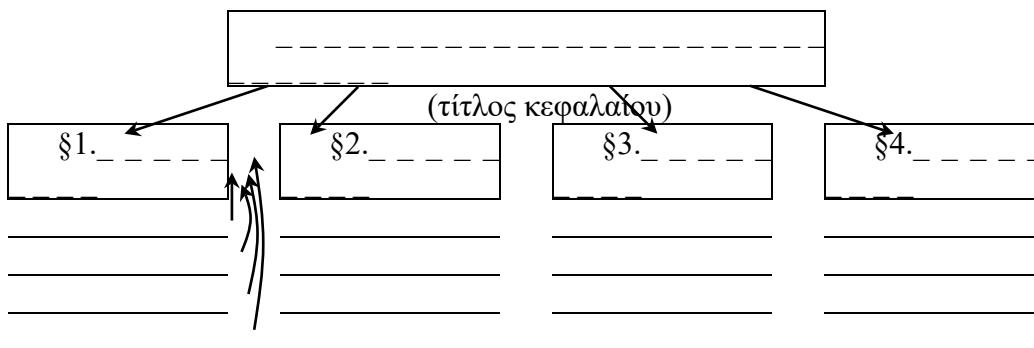 _ _ _ _ _ _ _ _ _ _ _ _ _ _ _ _ _ _ _ _ _ _ _
_ _ _ _ _ _ _
(τίτλος κεφαλαίου)
§1._ _ _ _ _ §2._ _ _ _ _ §3._ _ _ _ _ §4._ _ _ _ _
_ _ _ _ _ _ _ _ _ _ _ _ _ _ _ _